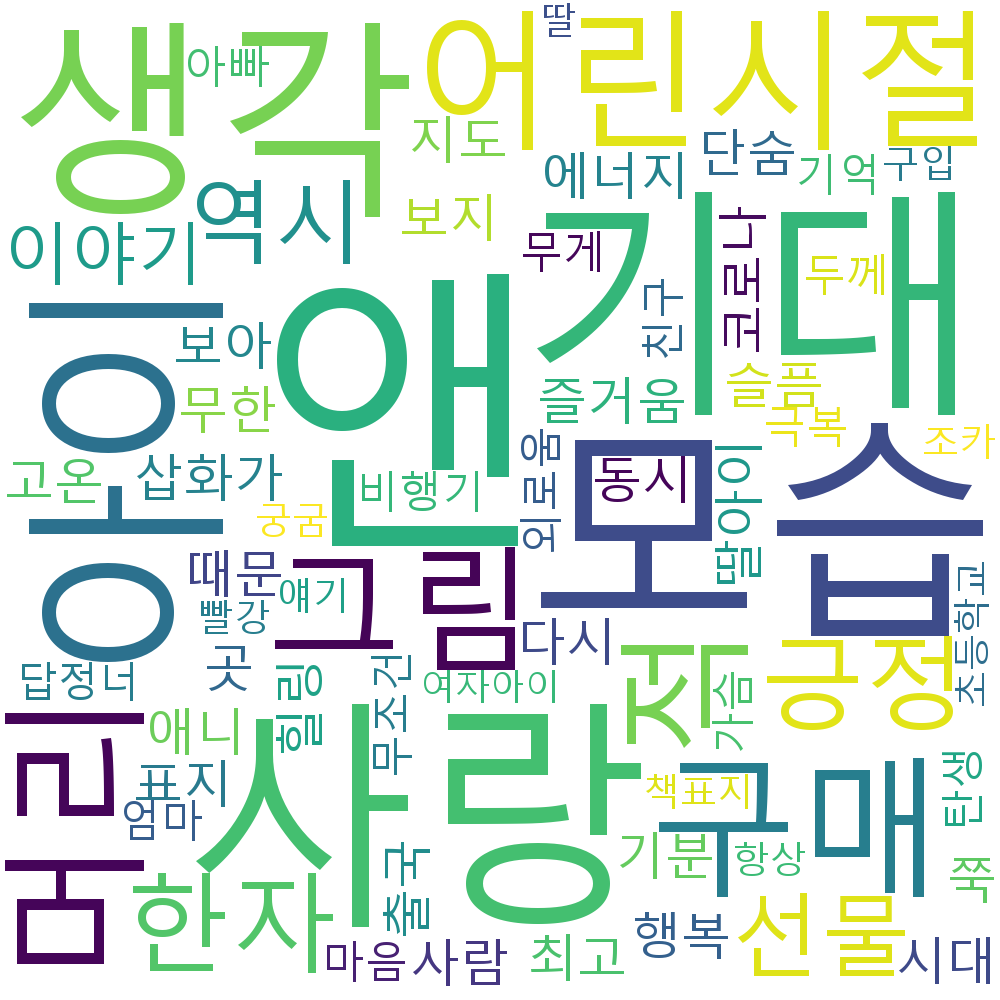 딸
생각
아빠
어린시절
지도
단숨
에너지
기억
구입
역시
보지
이야기
무게
기대
코로나
두께
친구
종이
앤
보아
무한
즐거움
슬픔
극복
조카
고온
삽화가
비행기
외로움
동시
모습
딸아이
궁굼
때문
얘기
빨강
그림
다시
초등학교
곳
답정너
힐링
무조건
여자아이
적
가슴
긍정
퀄리
애니
표지
엄마
사랑
책표지
구매
탄생
기분
항상
쭉
한자
출국
선물
행복
마음
사람
최고
시대